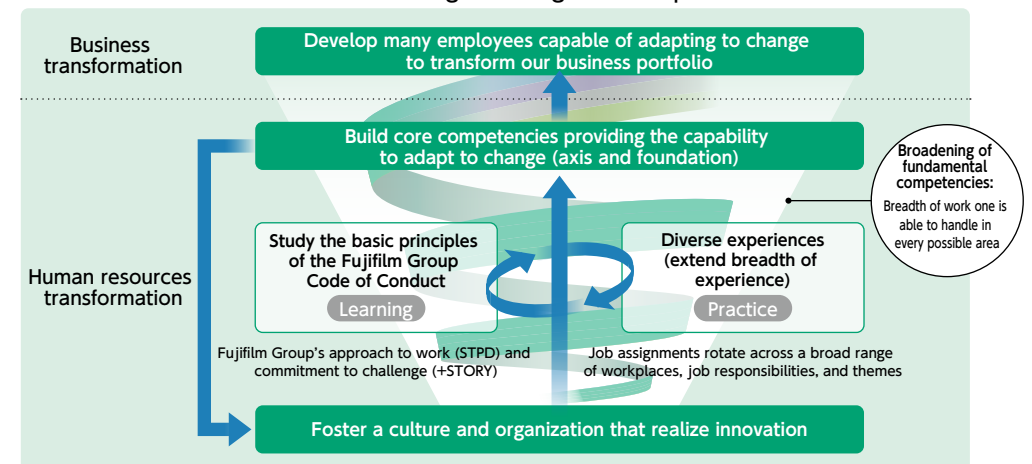 Business
transformation
Develop many employees capable of adapting to change
to transform our business portfolio
Build core competencies providing the capability
to adapt to change (axis and foundation)
Broadening of
fundamental
competencies:
Breadth of work one is
able to handle in
every possible area
Human resources
transformation
Study the basic principles
of the Fujifilm Group
Code of Conduct
Learning
Diverse experiences
(extend breadth of
experience)
Practice
Fujifilm Group's approach to work (STPD) and
commitment to challenge (+STORY)
Job assignments rotate across a broad range
of workplaces, job responsibilities, and themes
Foster a culture and organization that realize innovation